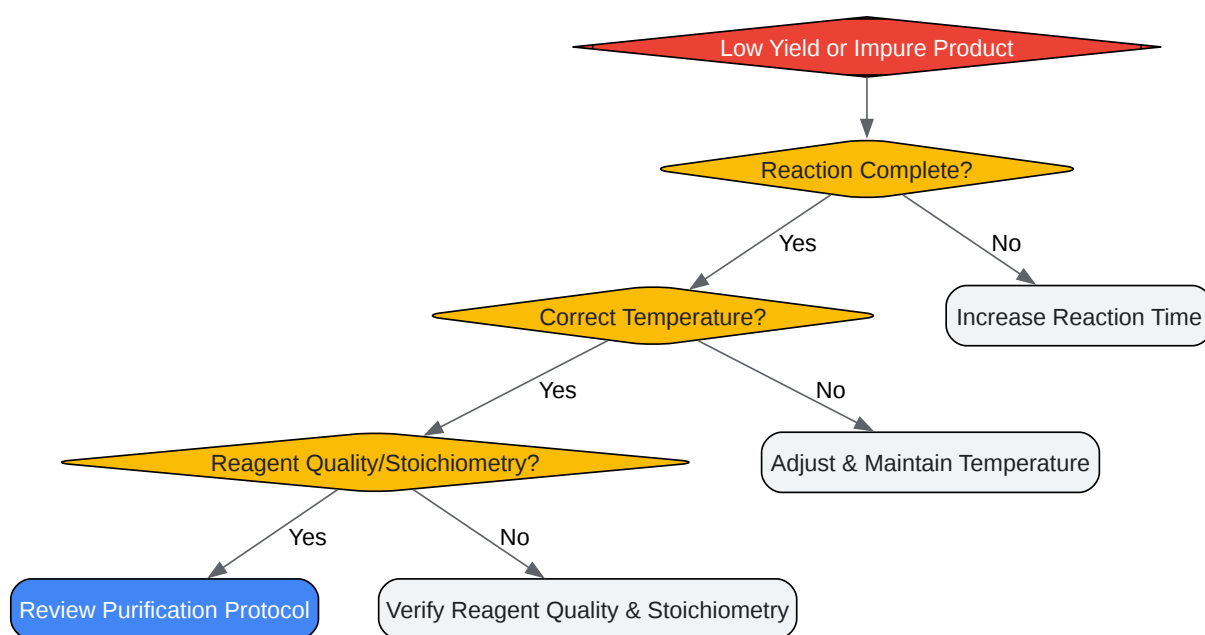 Low Yield or Impure Product
Reaction Complete?
Yes
No
Correct Temperature?
Increase Reaction Time
Yes
No
Reagent Quality/Stoichiometry?
Adjust & Maintain Temperature
Yes
No
Review Purification Protocol
Verify Reagent Quality & Stoichiometry